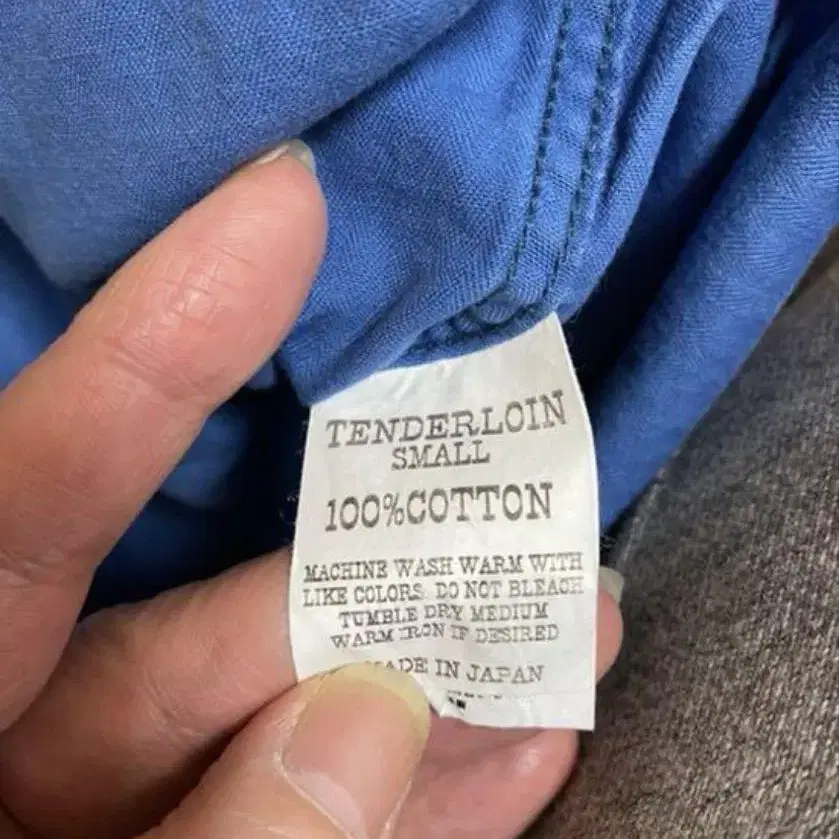 TENDERLOIN
SMALL
100%COTTON
MACHINE WASH WARM WITH
LIKE COLORS DO NOT BLEACH
TUMBLE DRY MEDIUM
WARM IRON IF DESIRED
MADE IN JAPAN